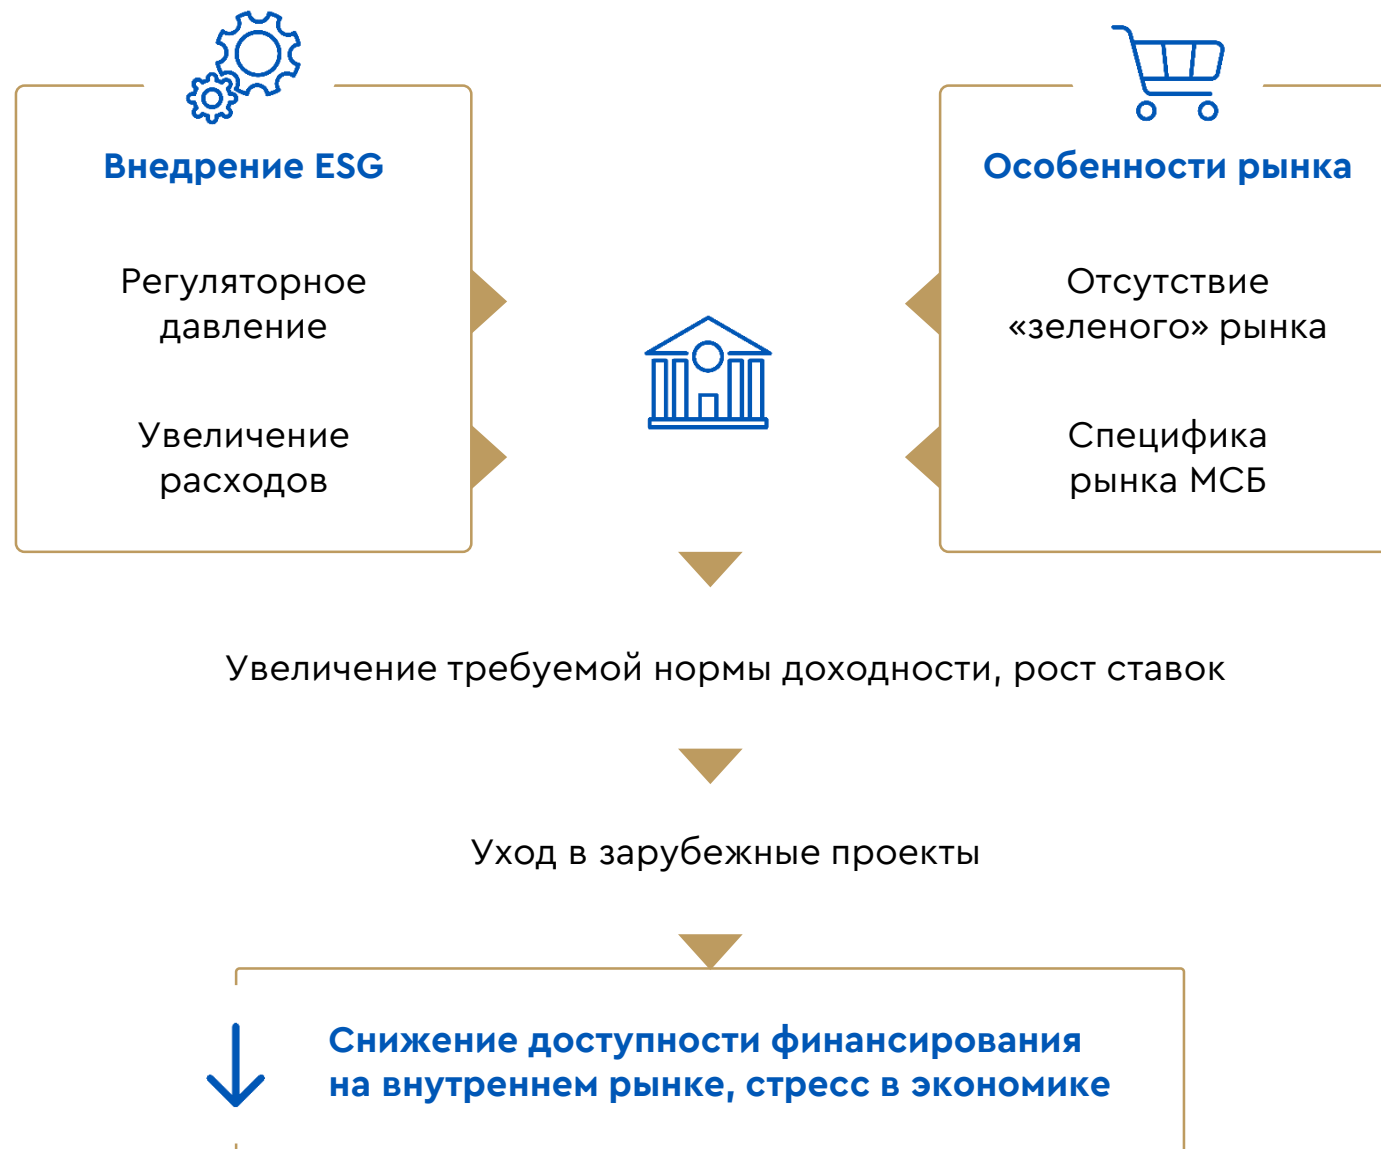 Внедрение ESG
Регуляторное
давление
Увеличение
расходов
Особенности рынка
Отсутствие
«зеленого» рынка
Специфика
рынка МСБ
Увеличение требуемой нормы доходности, рост ставок
Уход в зарубежные проекты
Снижение доступности финансирования
на внутреннем рынке, стресс в экономике